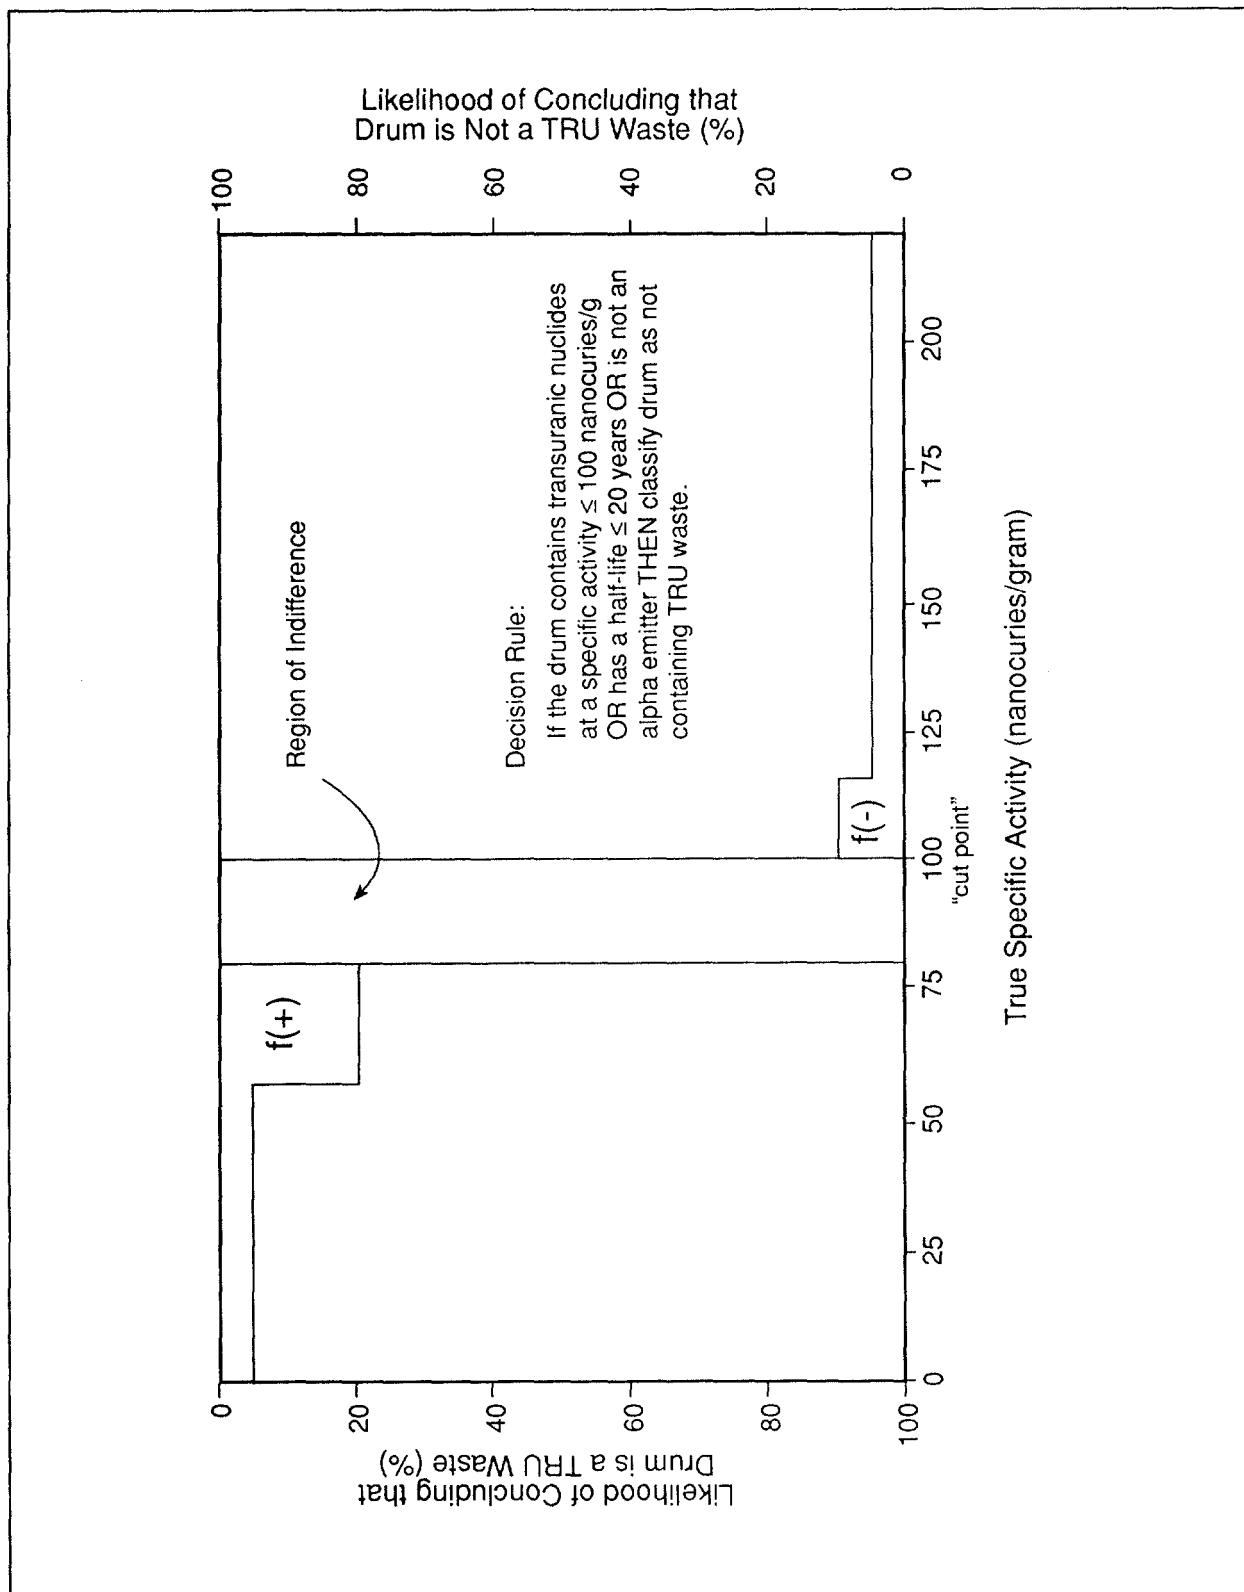 Likelihood of Concluding that
Drum is a TRU Waste (%)
0
20
40
60
80
100
f(+)
Region of Indifference
Decision Rule:
If the drum contains transuranic nuclides
at a specific activity ≤ 100 nanocuries/g
OR has a half-life ≤ 20 years OR is not an
alpha emitter THEN classify drum as not
containing TRU waste.
f(-)
Likelihood of Concluding that
Drum is Not a TRU Waste (%)
100
80
60
40
20
0
0
25
50
75
100
125
150
175
200
"cut point"
True Specific Activity (nanocuries/gram)